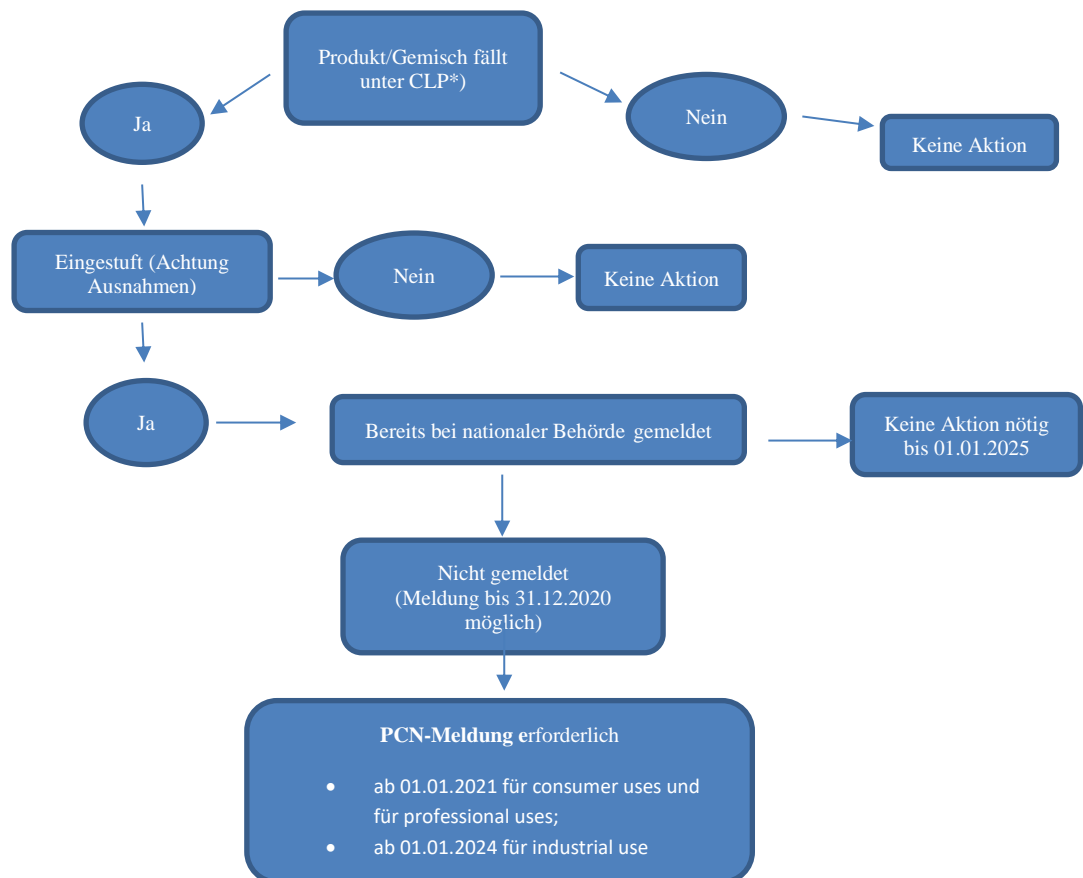 Produkt/Gemisch fällt
unter CLP*)
Ja
Nein
Keine Aktion
Eingestuft (Achtung
Ausnahmen)
Nein
Keine Aktion
Ja
Bereits bei nationaler Behörde gemeldet
Keine Aktion nötig
bis 01.01.2025
Nicht gemeldet
(Meldung bis 31.12.2020
möglich)
PCN-Meldung erforderlich
• ab 01.01.2021 für consumer uses und
für professional uses;
• ab 01.01.2024 für industrial use